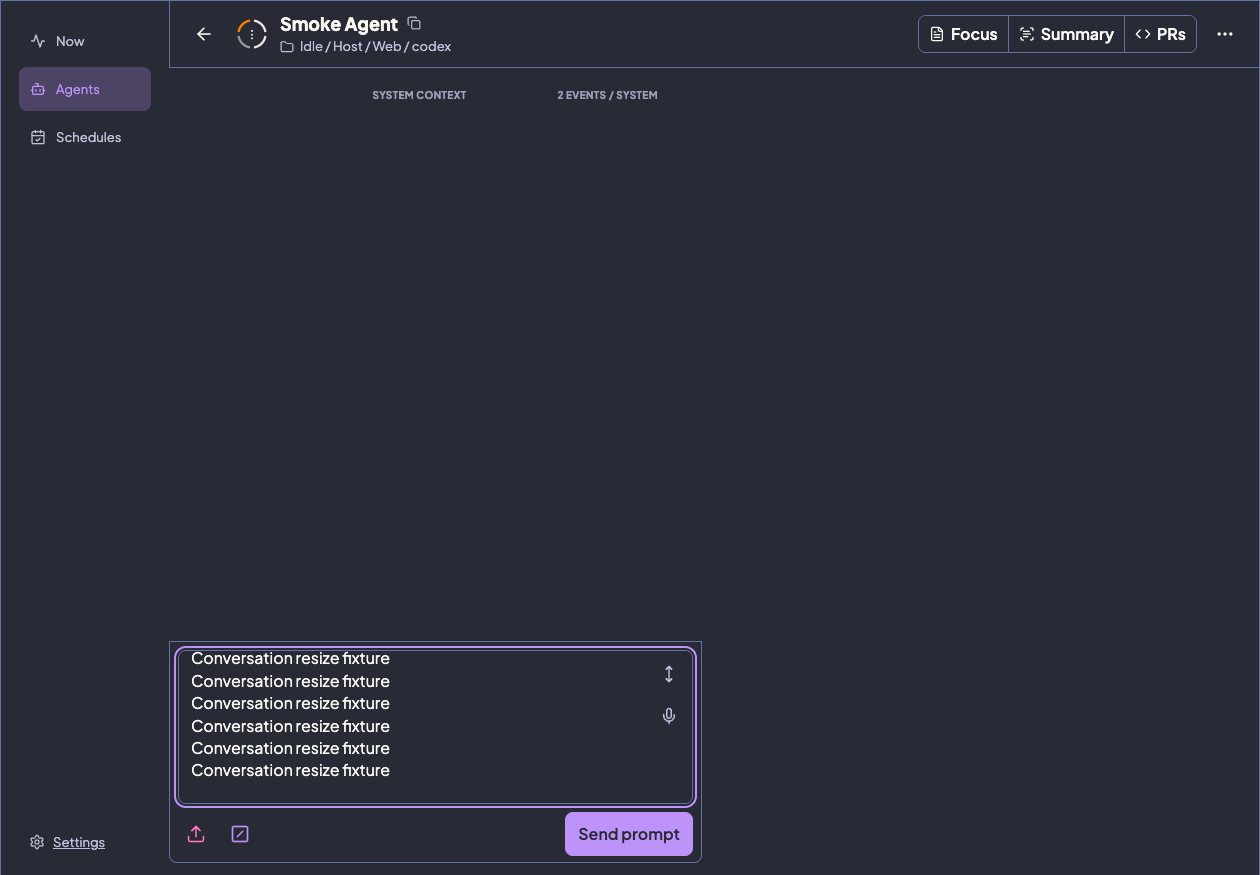 Now
Agents
Schedules
Settings
Smoke Agent
Idle / Host / Web / codex
Focus
Summary
PRs
SYSTEM CONTEXT
2 EVENTS / SYSTEM
Conversation resize fixture
Conversation resize fixture
Conversation resize fixture
Conversation resize fixture
Conversation resize fixture
Conversation resize fixture
Send prompt